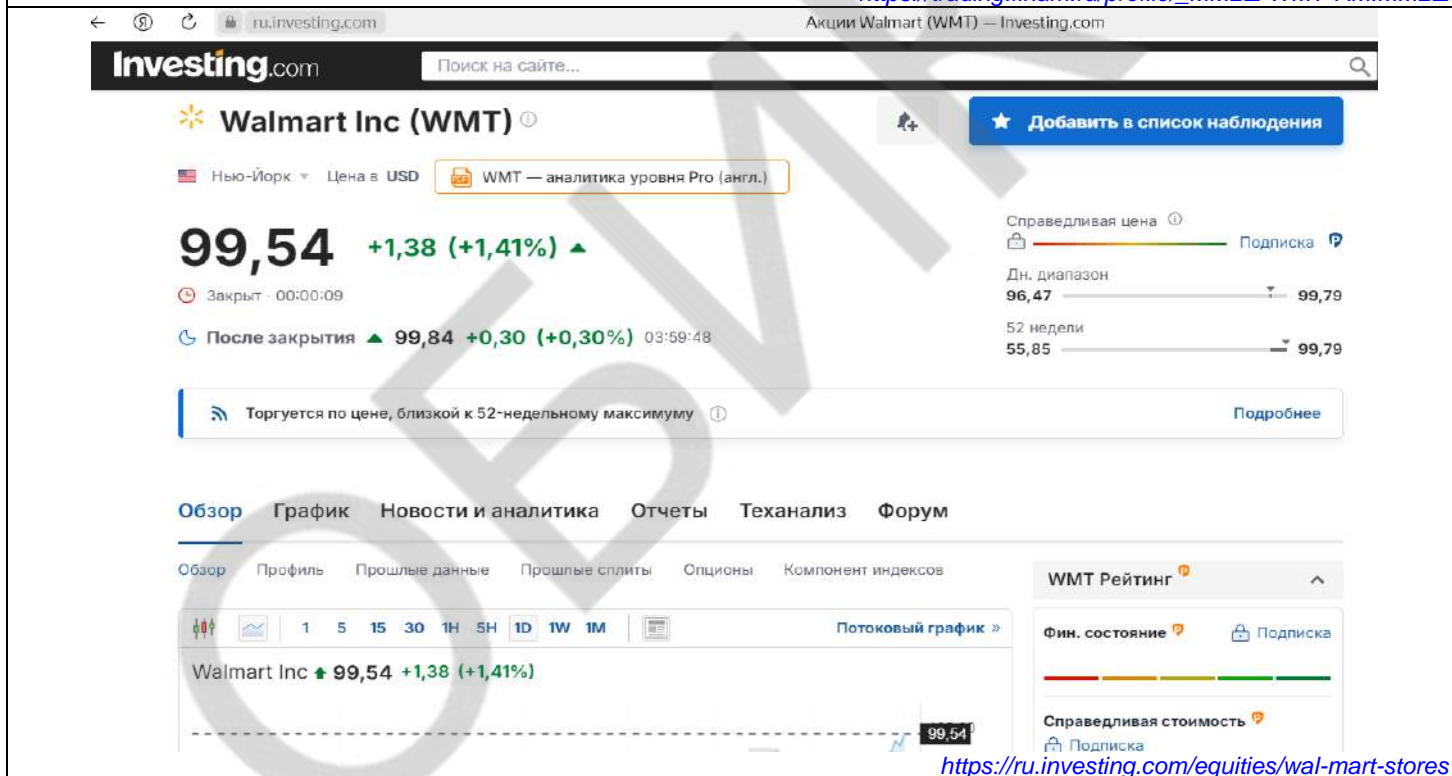 ru.investing.com Акции Walmart (WMT) — Investing.com
Investing.com Поиск на сайте...
Walmart Inc (WMT)
Добавить в список наблюдения
Нью-Йорк Цена в USD WMT — аналитика уровня Pro (англ.)
99,54 +1,38 (+1,41%)
Справедливая цена
Подписка
Закрыт · 00:00:09
Дн. диапазон
96,47 99,79
После закрытия 99,84 +0,30 (+0,30%) 03:59:48
52 недели
55,85 99,79
Торгуется по цене, близкой к 52-недельному максимуму Подробнее
Обзор График Новости и аналитика Отчеты Теханализ Форум
Обзор Профиль Прошлые данные Прошлые сплиты Опционы Компонент индексов
WMT Рейтинг
1 5 15 30 1H 5H 1D 1W 1M Потоковый график »
Фин. состояние Подписка
Walmart Inc 99,54 +1,38 (+1,41%)
Справедливая стоимость
99,54
Подписка
https://ru.investing.com/equities/wal-mart-stores